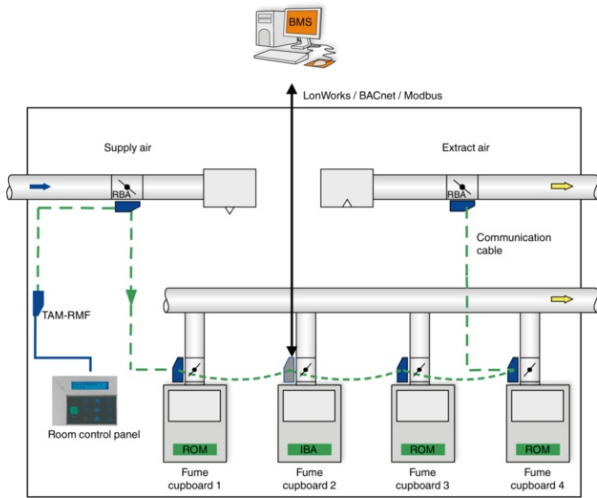 BMS
LonWorks / BACnet / Modbus
Supply air
Extract air
RBA
RBA
Communication
cable
TAM-RMF
Room control panel
ROM
IBA
ROM
ROM
Fume
cupboard 1
Fume
cupboard 2
Fume
cupboard 3
Fume
cupboard 4